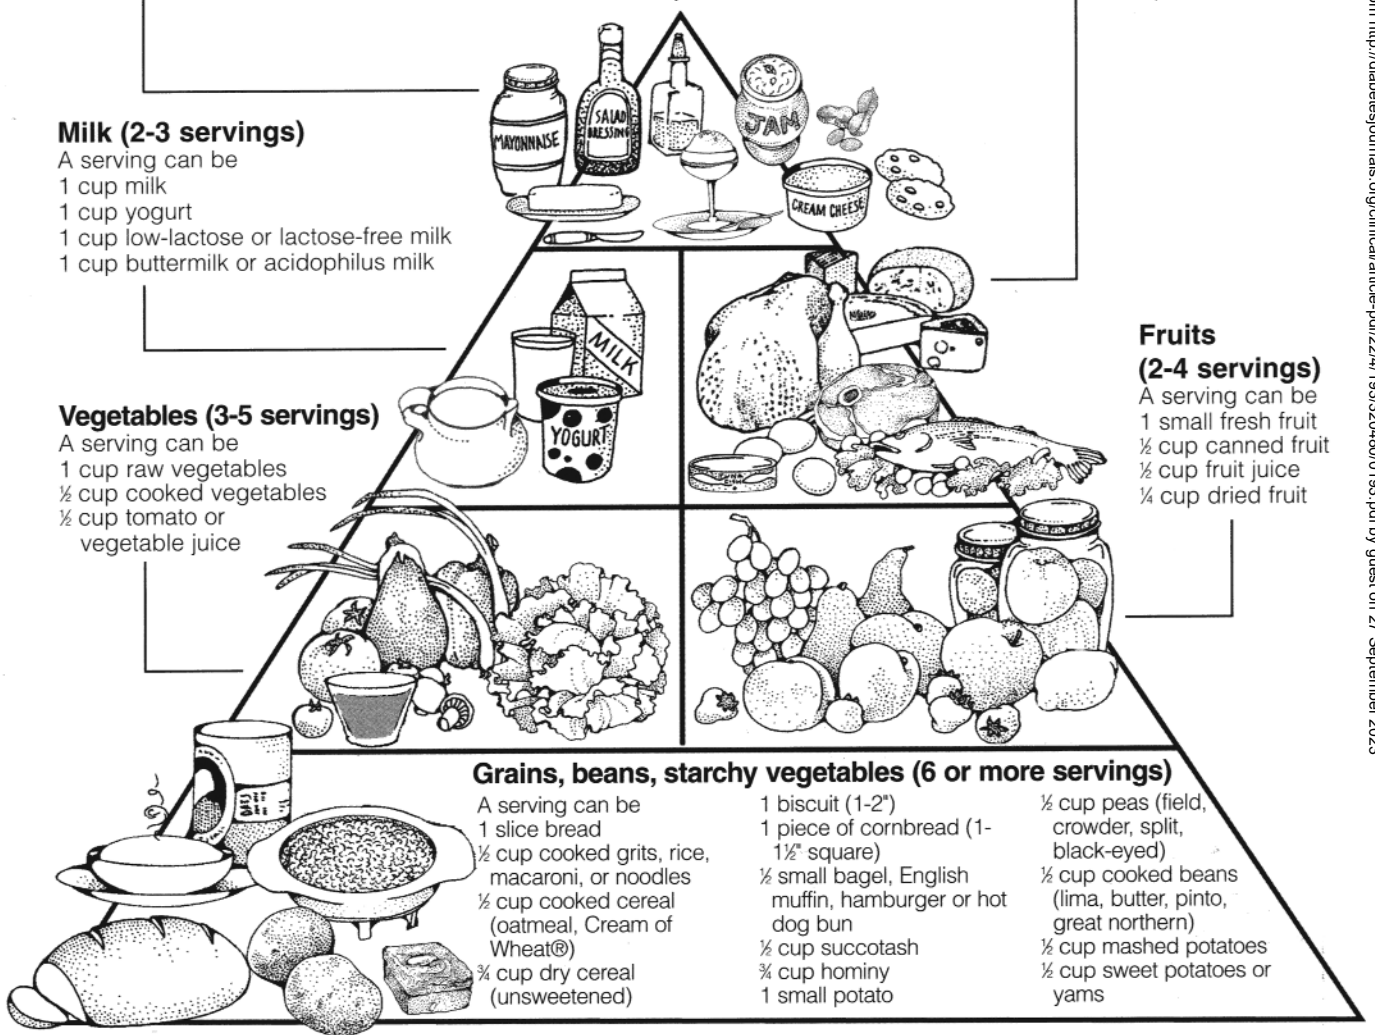 MAYONNAISE
SALAD
DRESSING
JAM
CREAM CHEESE
Milk (2-3 servings)
A serving can be
1 cup milk
1 cup yogurt
1 cup low-lactose or lactose-free milk
1 cup buttermilk or acidophilus milk
MILK
YOGURT
Vegetables (3-5 servings)
A serving can be
1 cup raw vegetables
½ cup cooked vegetables
½ cup tomato or
vegetable juice
TUNA
Fruits
(2-4 servings)
A serving can be
1 small fresh fruit
½ cup canned fruit
½ cup fruit juice
¼ cup dried fruit
Grains, beans, starchy vegetables (6 or more servings)
A serving can be
1 slice bread
½ cup cooked grits, rice,
macaroni, or noodles
½ cup cooked cereal
(oatmeal, Cream of
Wheat®)
¾ cup dry cereal
(unsweetened)
1 biscuit (1-2")
1 piece of cornbread (1-
1½" square)
½ small bagel, English
muffin, hamburger or hot
dog bun
½ cup succotash
¾ cup hominy
1 small potato
½ cup peas (field,
crowder, split,
black-eyed)
½ cup cooked beans
(lima, butter, pinto,
great northern)
½ cup mashed potatoes
½ cup sweet potatoes or
yams
by guest on 27 September 2023